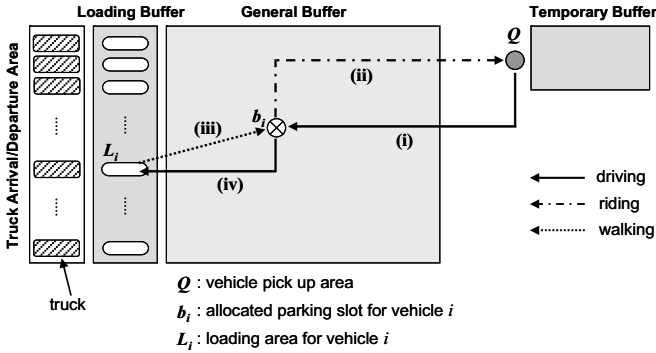 Loading Buffer
General Buffer
Temporary Buffer
Truck Arrival/Departure Area
Q
(ii)
b_i
(iii)
(i)
L_i
(iv)
driving
riding
walking
truck
Q : vehicle pick up area
b_i : allocated parking slot for vehicle i
L_i : loading area for vehicle i